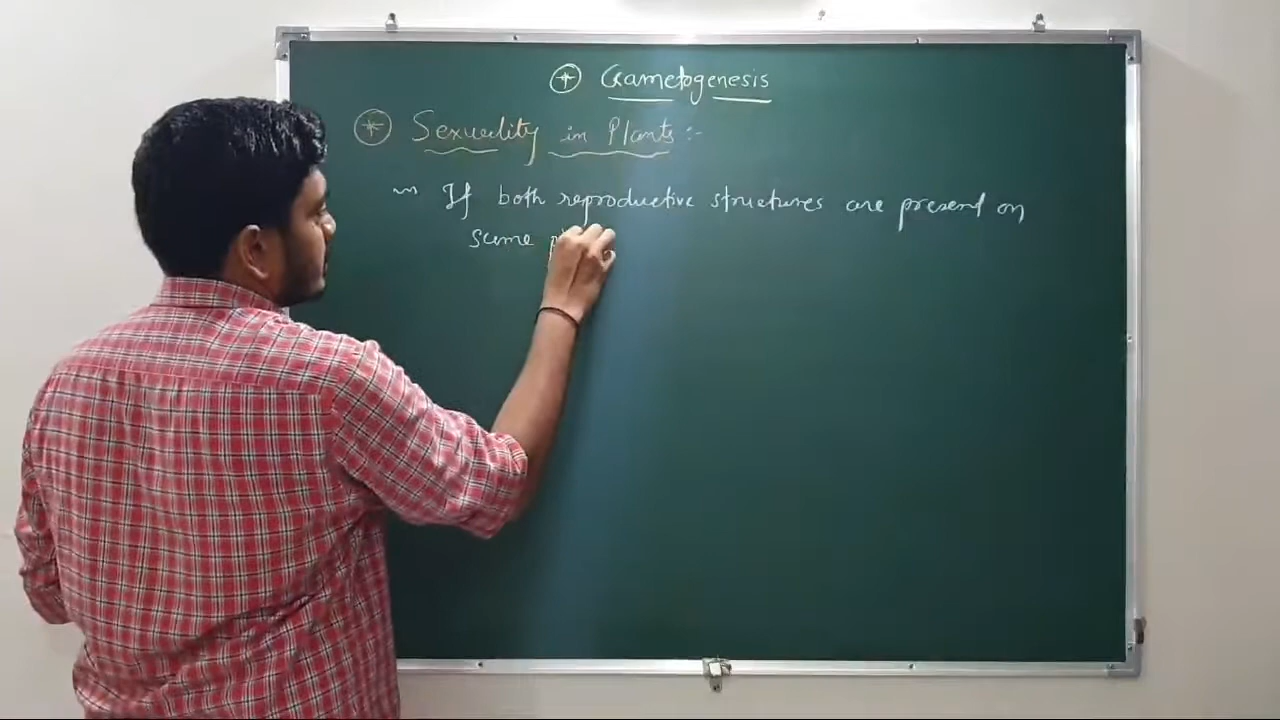 Gametogenesis
Sexuality in Plants :-
If both reproductive structures are present on
same